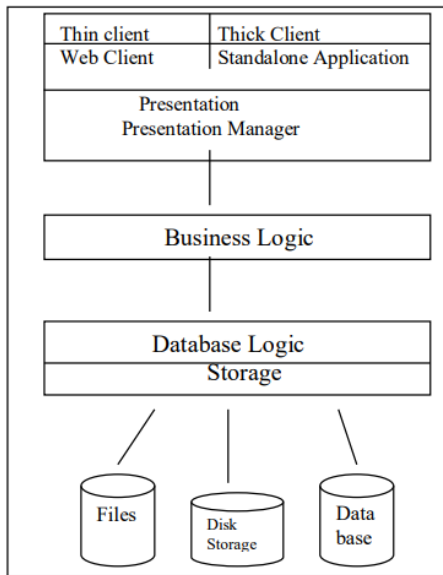 Thin client Thick Client
Web Client Standalone Application
Presentation
Presentation Manager
Business Logic
Database Logic
Storage
Files
Disk
Storage
Data
base